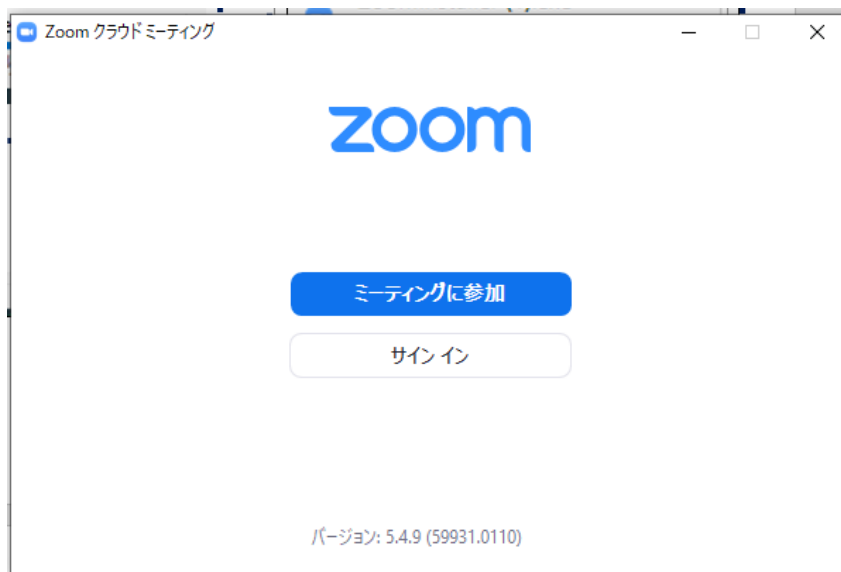 Zoom クラウド ミーティング
zoom
ミーティングに参加
サイン イン
バージョン: 5.4.9 (59931.0110)